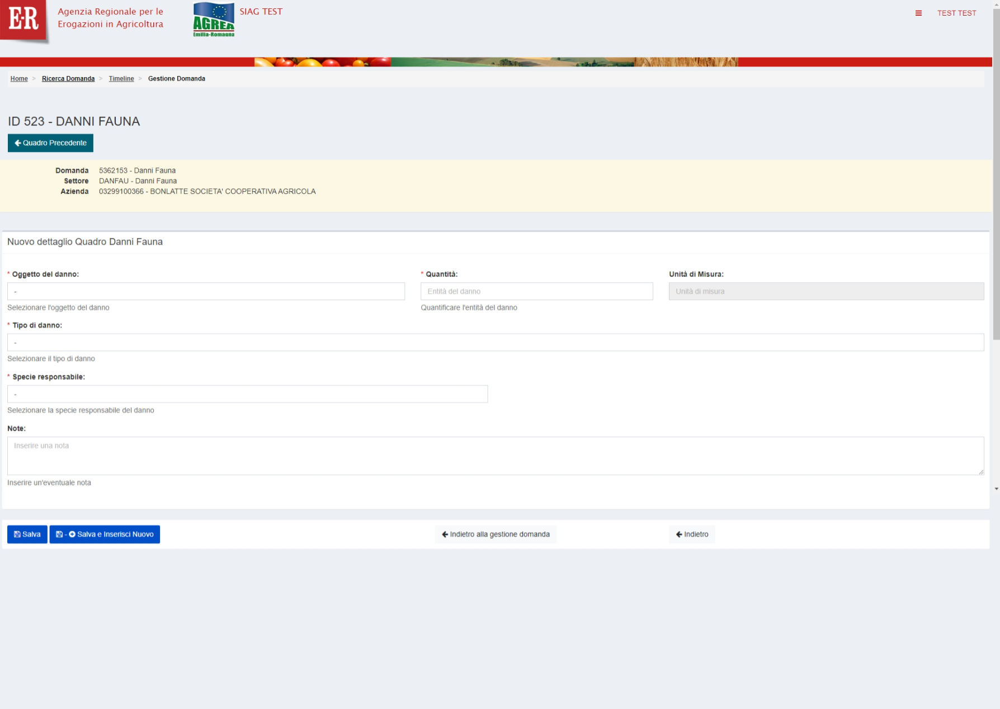 E-R
Agenzia Regionale per le
Erogazioni in Agricoltura
AGREA
Emilia-Romagna
SIAG TEST
TEST TEST
Home > Ricerca Domanda > Timeline > Gestione Domanda
ID 523 - DANNI FAUNA
Quadro Precedente
Domanda 5362153 - Danni Fauna
Settore DANFAU - Danni Fauna
Azienda 03299100366 - BONLATTE SOCIETA' COOPERATIVA AGRICOLA
Nuovo dettaglio Quadro Danni Fauna
* Oggetto del danno: * Quantità: Unità di Misura:
- Entità del danno Unità di misura
Selezionare l'oggetto del danno Quantificare l'entità del danno
* Tipo di danno:
-
Selezionare il tipo di danno
* Specie responsabile:
-
Selezionare la specie responsabile del danno
Note:
Inserire una nota
Inserire un'eventuale nota
Salva - Salva e Inserisci Nuovo Indietro alla gestione domanda Indietro